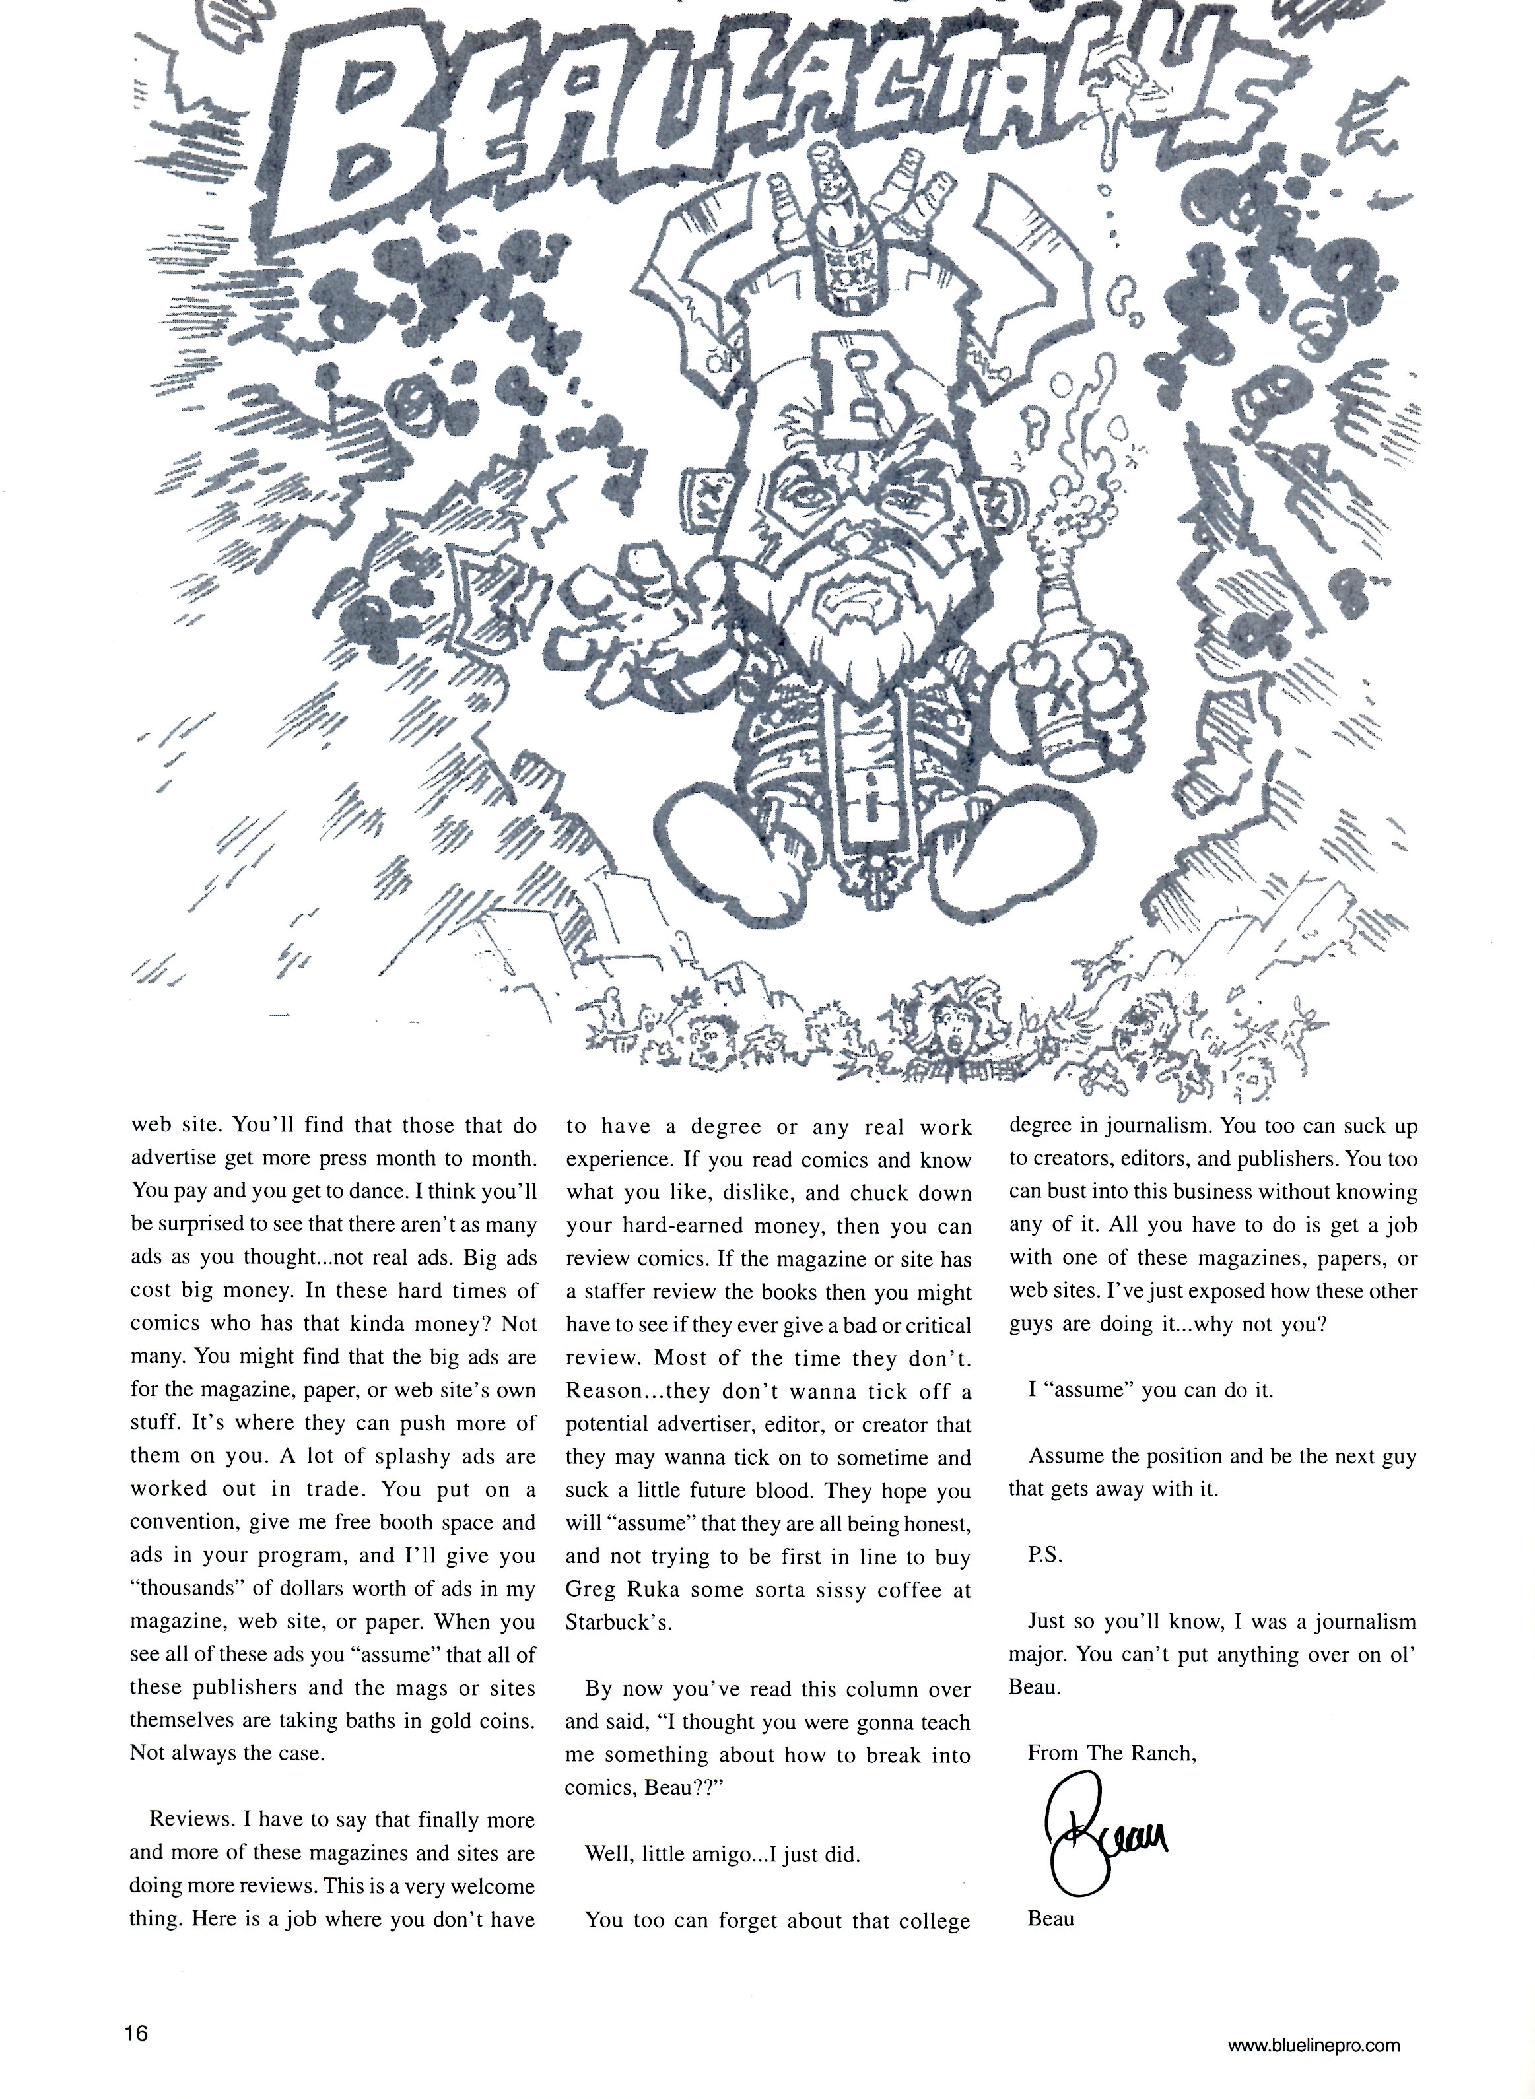 BEAULACTACUS
BEER
XXX
B
XX
XX
X
web site. You'll find that those that do
advertise get more press month to month.
You pay and you get to dance. I think you'll
be surprised to see that there aren't as many
ads as you thought...not real ads. Big ads
cost big money. In these hard times of
comics who has that kinda money? Not
many. You might find that the big ads are
for the magazine, paper, or web site's own
stuff. It's where they can push more of
them on you. A lot of splashy ads are
worked out in trade. You put on a
convention, give me free booth space and
ads in your program, and I'll give you
“thousands” of dollars worth of ads in my
magazine, web site, or paper. When you
see all of these ads you “assume” that all of
these publishers and the mags or sites
themselves are taking baths in gold coins.
Not always the case.
Reviews. I have to say that finally more
and more of these magazines and sites are
doing more reviews. This is a very welcome
thing. Here is a job where you don't have
to have a degree or any real work
experience. If you read comics and know
what you like, dislike, and chuck down
your hard-earned money, then you can
review comics. If the magazine or site has
a staffer review the books then you might
have to see if they ever give a bad or critical
review. Most of the time they don't.
Reason...they don't wanna tick off a
potential advertiser, editor, or creator that
they may wanna tick on to sometime and
suck a little future blood. They hope you
will “assume” that they are all being honest,
and not trying to be first in line to buy
Greg Ruka some sorta sissy coffee at
Starbuck's.
By now you've read this column over
and said, “I thought you were gonna teach
me something about how to break into
comics, Beau??”
Well, little amigo...I just did.
You too can forget about that college
degree in journalism. You too can suck up
to creators, editors, and publishers. You too
can bust into this business without knowing
any of it. All you have to do is get a job
with one of these magazines, papers, or
web sites. I've just exposed how these other
guys are doing it...why not you?
I “assume” you can do it.
Assume the position and be the next guy
that gets away with it.
P.S.
Just so you'll know, I was a journalism
major. You can't put anything over on ol'
Beau.
From The Ranch,
Beau
Beau
16
www.bluelinepro.com